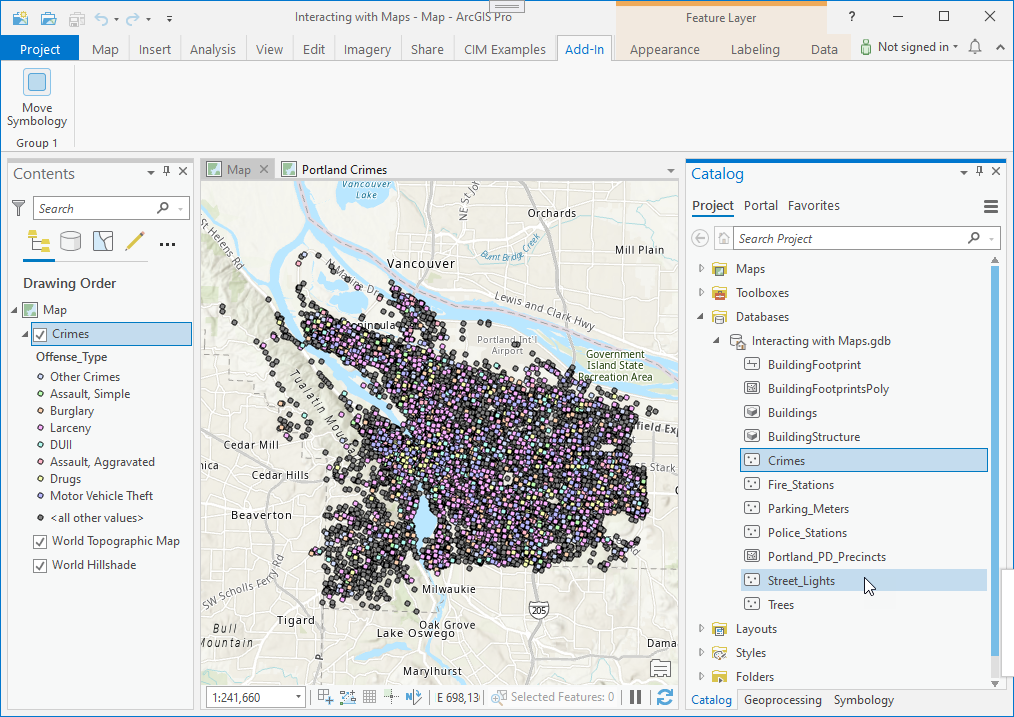 Interacting with Maps - Map - ArcGIS Pro
Feature Layer
?
Project Map Insert Analysis View Edit Imagery Share CIM Examples Add-In Appearance Labeling Data Not signed in
Move
Symbology
Group 1
Contents
Search
Drawing Order
Map
Crimes
Offense_Type
Other Crimes
Assault, Simple
Burglary
Larceny
DUII
Assault, Aggravated
Drugs
Motor Vehicle Theft
<all other values>
World Topographic Map
World Hillshade
Map
Portland Crimes
Vancouver
Lake
NE St Jo
Orchards
St Helens Rd
Burnt Bridge
Creek
Mill Plain
Vancouver
N Marine Dr
Lewis and Clark Hwy
Portland Int'l
Airport
Government
Island State
Recreation Area
Tualatin Mou
field Exp
Cedar Mill
nica
Cedar Hills
Stark
Beaverton
SW Scholls Ferry Rd
Milwaukie
205
Tigard
Oak Grove
Lake Oswego
Bull
Mountain
Dama
Marylhurst
1:241,660
E 698,13
Selected Features: 0
Catalog
Project Portal Favorites
Search Project
Maps
Toolboxes
Databases
Interacting with Maps.gdb
BuildingFootprint
BuildingFootprintsPoly
Buildings
BuildingStructure
Crimes
Fire_Stations
Parking_Meters
Police_Stations
Portland_PD_Precincts
Street_Lights
Trees
Layouts
Styles
Folders
Catalog Geoprocessing Symbology